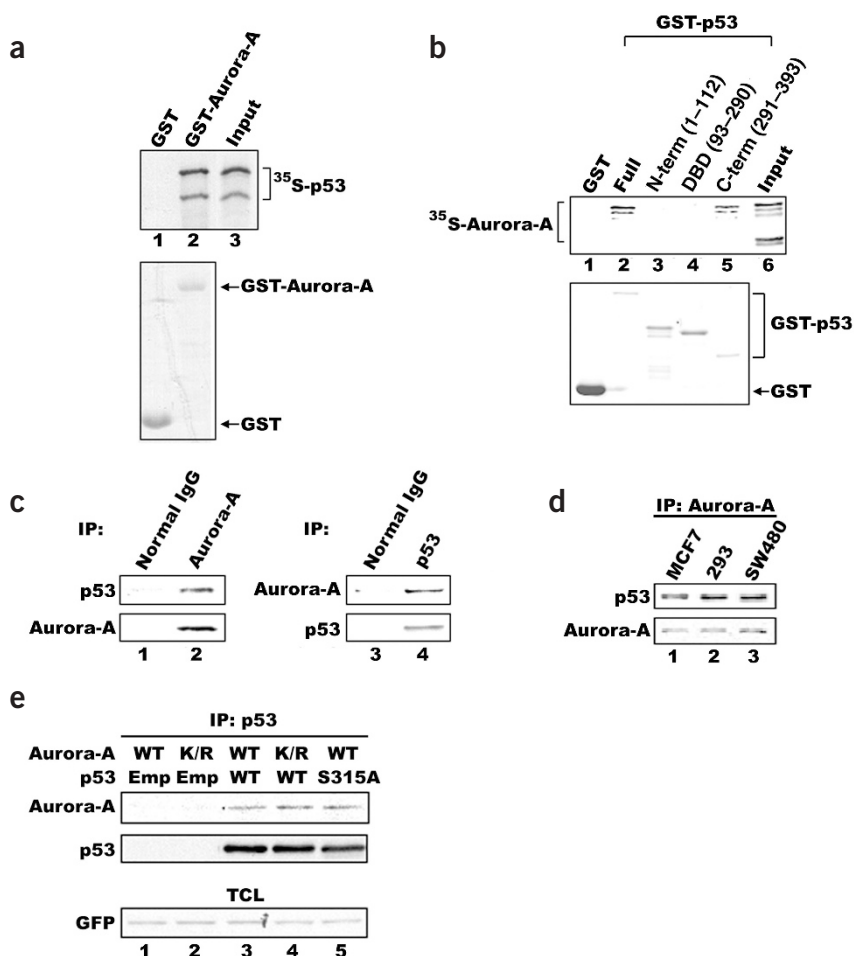 a
GST
GST-Aurora-A
Input
35S-p53
1 2 3
GST-Aurora-A
GST
b
GST-p53
GST
Full
N-term (1–112)
DBD (93–290)
C-term (291–393)
Input
35S-Aurora-A
1 2 3 4 5 6
GST-p53
GST
c
IP: Normal IgG Aurora-A
p53
Aurora-A
1 2
IP: Normal IgG p53
Aurora-A
p53
3 4
d
IP: Aurora-A
MCF7 293 SW480
p53
Aurora-A
1 2 3
e
IP: p53
Aurora-A WT K/R WT K/R WT
p53 Emp Emp WT WT S315A
Aurora-A
p53
TCL
GFP
1 2 3 4 5